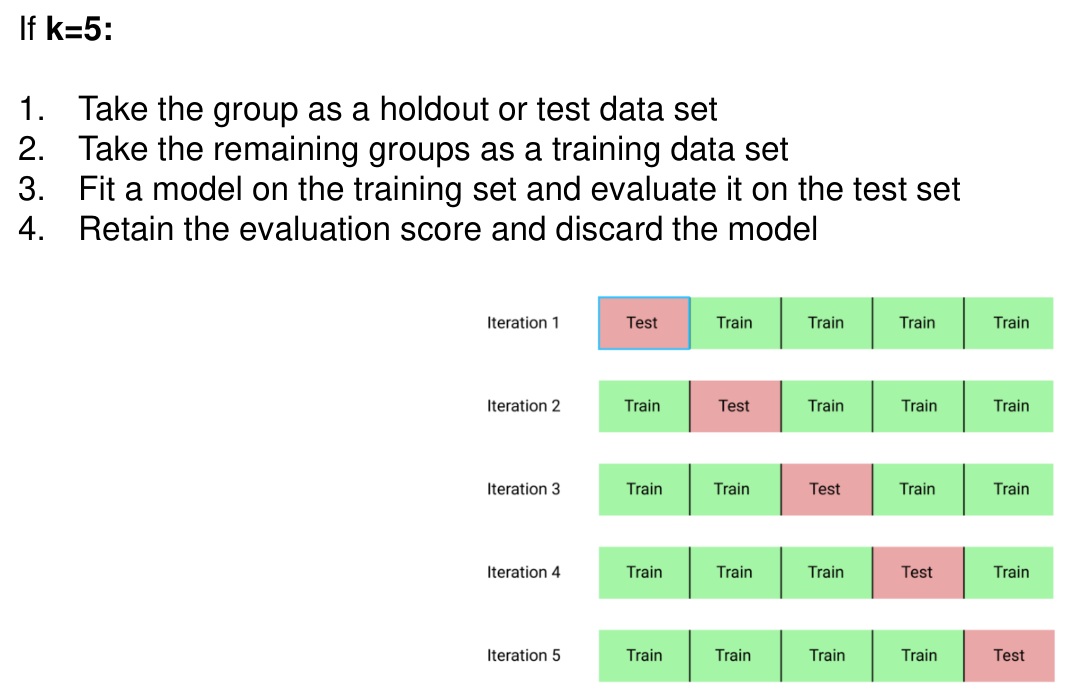 If k=5:
1. Take the group as a holdout or test data set
2. Take the remaining groups as a training data set
3. Fit a model on the training set and evaluate it on the test set
4. Retain the evaluation score and discard the model
Iteration 1 Test Train Train Train Train
Iteration 2 Train Test Train Train Train
Iteration 3 Train Train Test Train Train
Iteration 4 Train Train Train Test Train
Iteration 5 Train Train Train Train Test